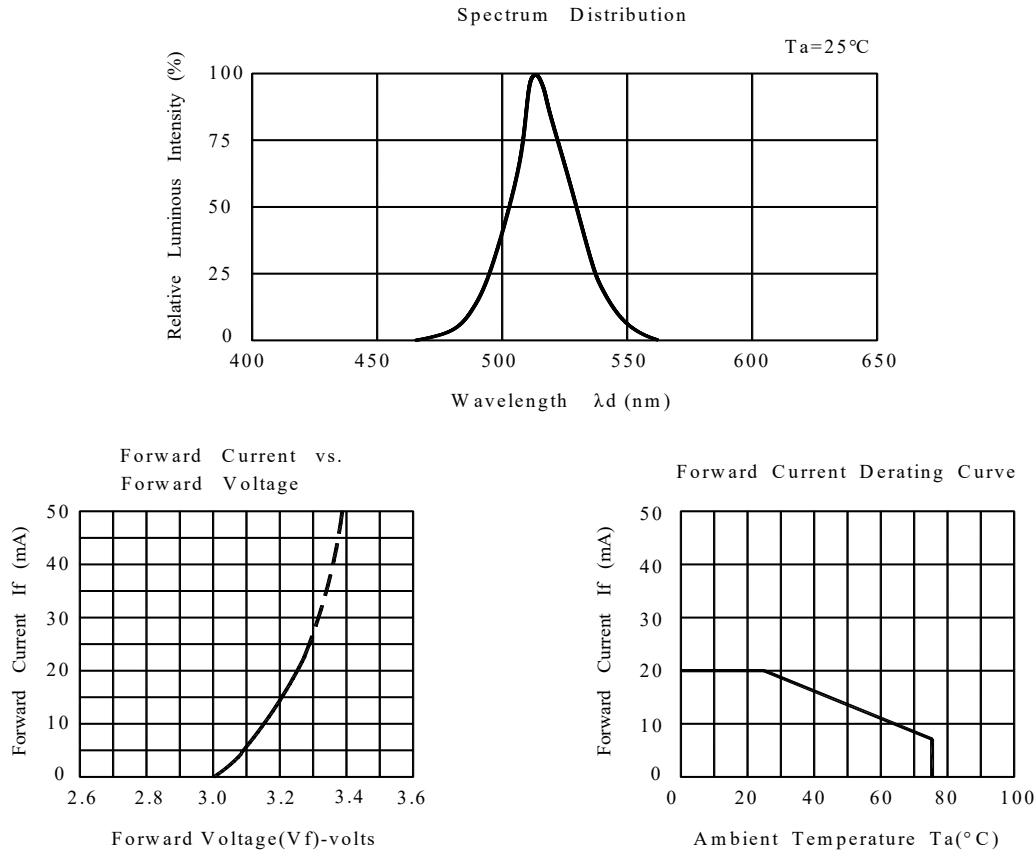 Spectrum Distribution
Ta=25°C
Relative Luminous Intensity (%)
100
75
50
25
0
400 450 500 550 600 650
Wavelength λd (nm)
Forward Current vs.
Forward Voltage
Forward Current If (mA)
50
40
30
20
10
0
2.6 2.8 3.0 3.2 3.4 3.6
Forward Voltage(Vf)-volts
Forward Current Derating Curve
Forward Current If (mA)
50
40
30
20
10
0
0 20 40 60 80 100
Ambient Temperature Ta(°C)